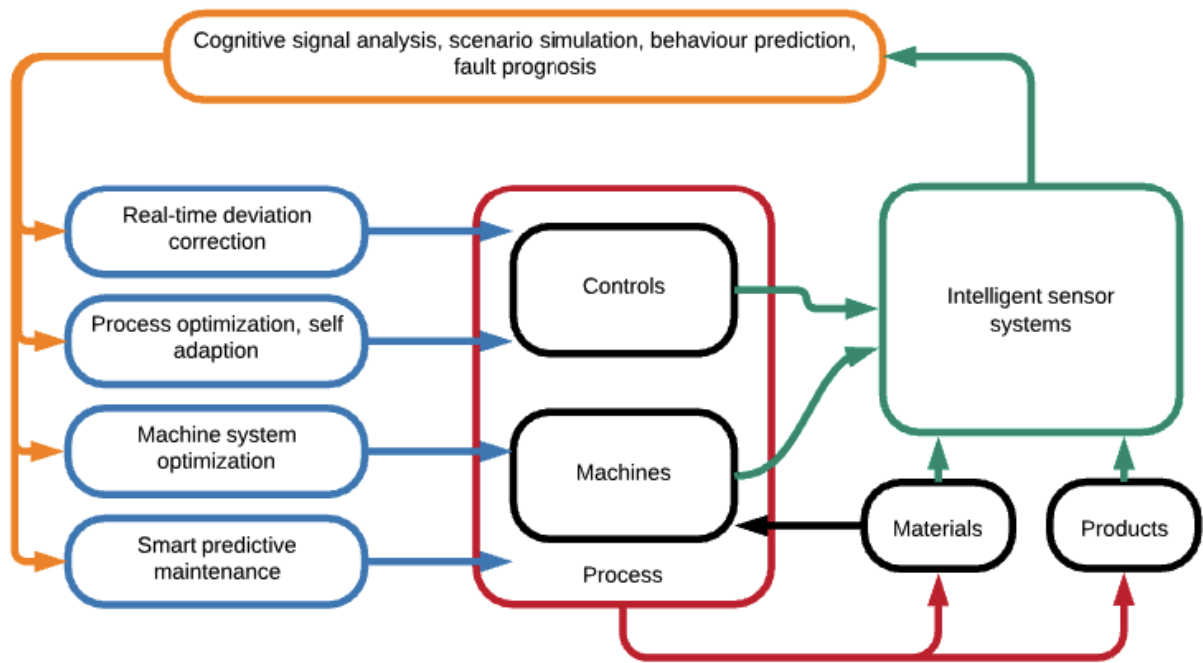 Cognitive signal analysis, scenario simulation, behaviour prediction,
fault prognosis
Real-time deviation
correction
Process optimization, self
adaption
Machine system
optimization
Smart predictive
maintenance
Controls
Machines
Process
Intelligent sensor
systems
Materials
Products